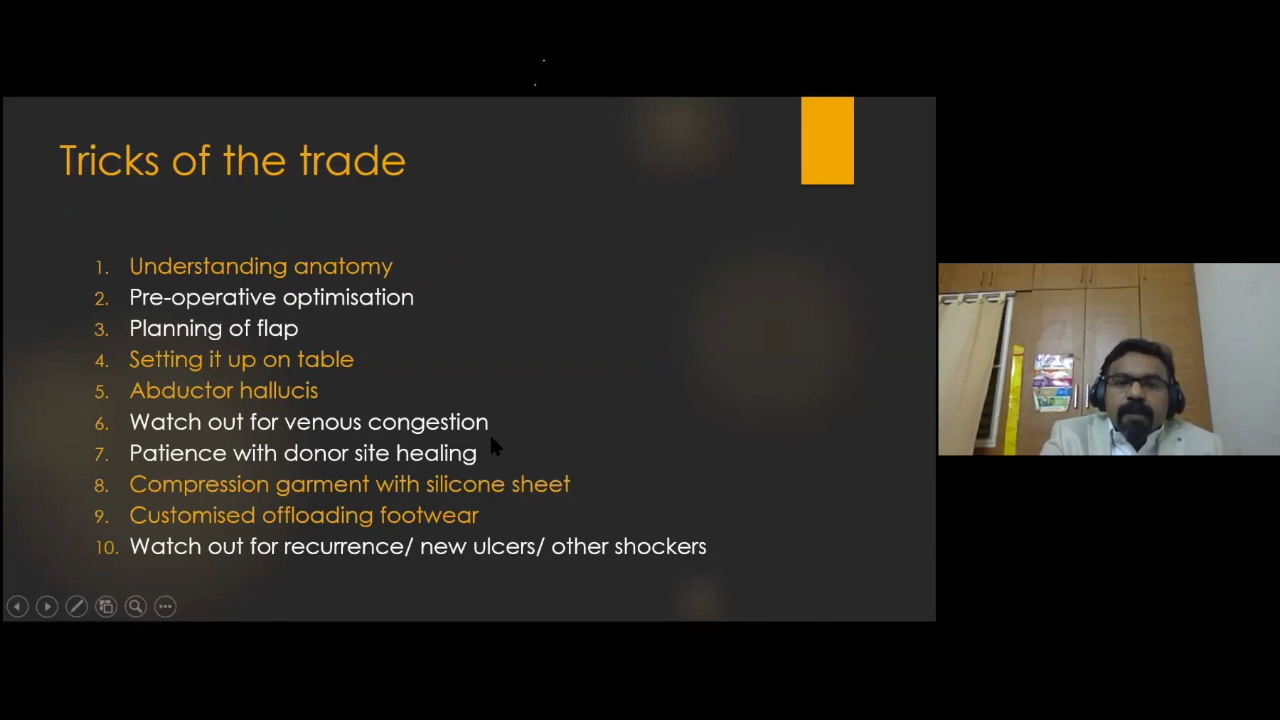 Tricks of the trade
1. Understanding anatomy
2. Pre-operative optimisation
3. Planning of flap
4. Setting it up on table
5. Abductor hallucis
6. Watch out for venous congestion
7. Patience with donor site healing
8. Compression garment with silicone sheet
9. Customised offloading footwear
10. Watch out for recurrence/ new ulcers/ other shockers